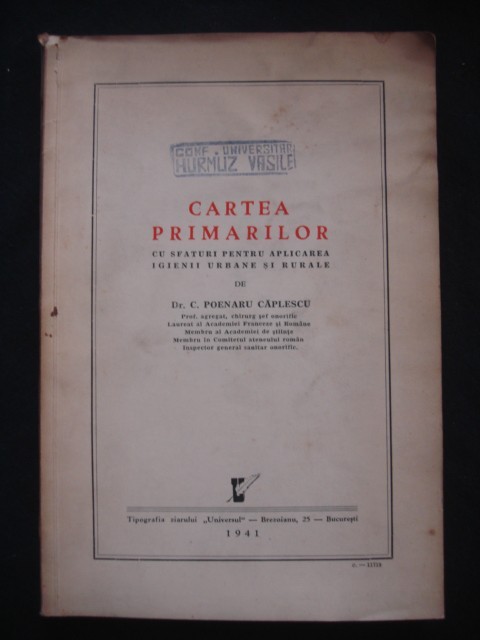 CONF. UNIVERSITAR
HURMUZ VASILE
CARTEA
PRIMARILOR
CU SFATURI PENTRU APLICAREA
IGIENII URBANE ȘI RURALE
DE
Dr. C. POENARU CĂPLESCU
Prof. agregat, chirurg șef onorific
Laureat al Academiei Franceze și Române
Membru al Academiei de științe
Membru în Comitetul ateneului român
Inspector general sanitar onorific.
Tipografia ziarului „Universul" — Brezoianu, 23 — București
1941